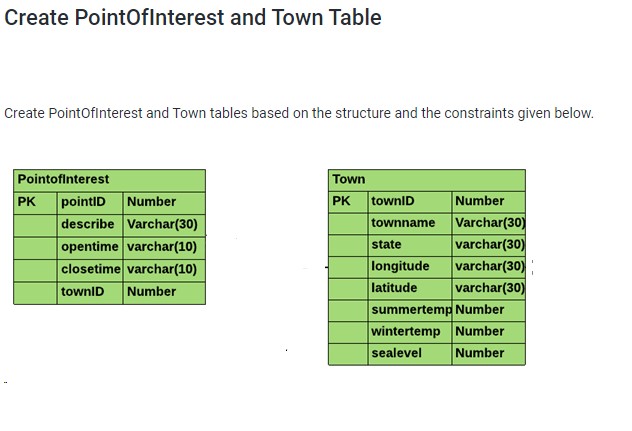 Create PointOfInterest and Town Table
Create PointOfInterest and Town tables based on the structure and the constraints given below.
PointofInterest
PK pointID Number
describe Varchar(30)
opentime varchar(10)
closetime varchar(10)
townID Number
Town
PK townID Number
townname Varchar(30)
state varchar(30)
longitude varchar(30)
latitude varchar(30)
summertemp Number
wintertemp Number
sealevel Number